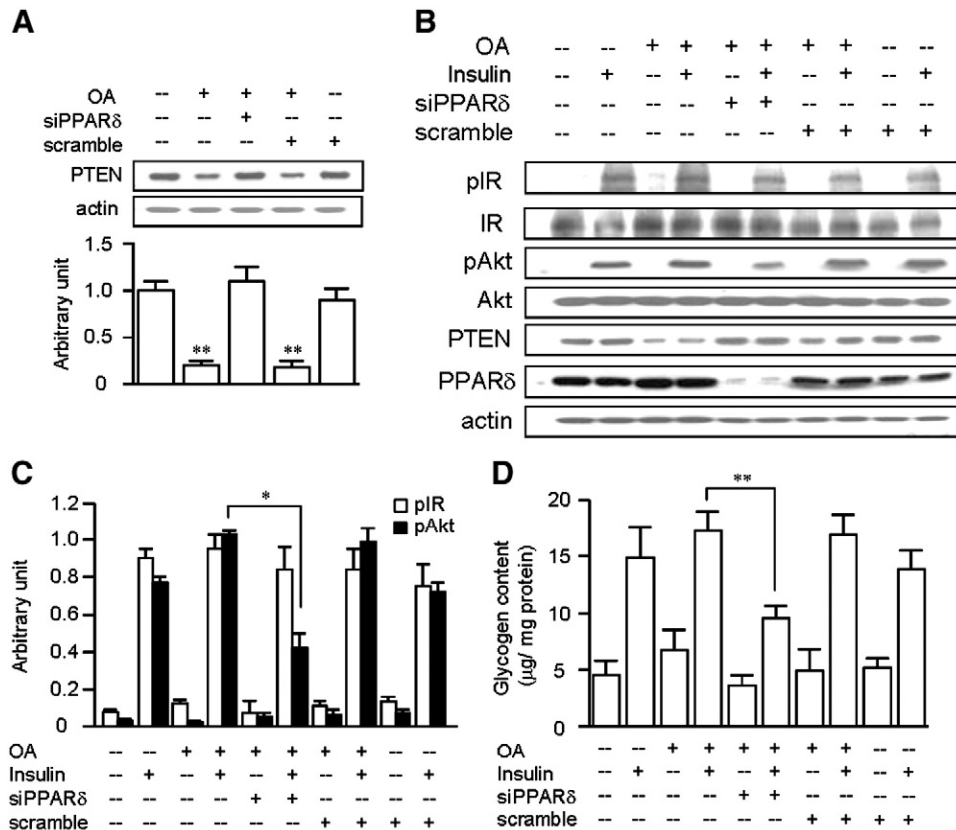 A
OA -- + + + --
siPPARδ -- -- + -- --
scramble -- -- -- + +
PTEN
actin
Arbitrary unit
1.5
1.0
0.5
0
** **
B
OA -- -- + + + + + + -- --
Insulin -- + -- + -- + -- + -- +
siPPARδ -- -- -- -- + + -- -- -- --
scramble -- -- -- -- -- -- + + + +
pIR
IR
pAkt
Akt
PTEN
PPARδ
actin
C
Arbitrary unit
1.2
1.0
0.8
0.6
0.4
0.2
0
*
pIR
pAkt
OA -- -- + + + + + + -- --
Insulin -- + -- + -- + -- + -- +
siPPARδ -- -- -- -- + + -- -- -- --
scramble -- -- -- -- -- -- + + + +
D
Glycogen content
(μg/ mg protein)
20
15
10
5
0
**
OA -- -- + + + + + + -- --
Insulin -- + -- + -- + -- + -- +
siPPARδ -- -- -- -- + + -- -- -- --
scramble -- -- -- -- -- -- + + + +